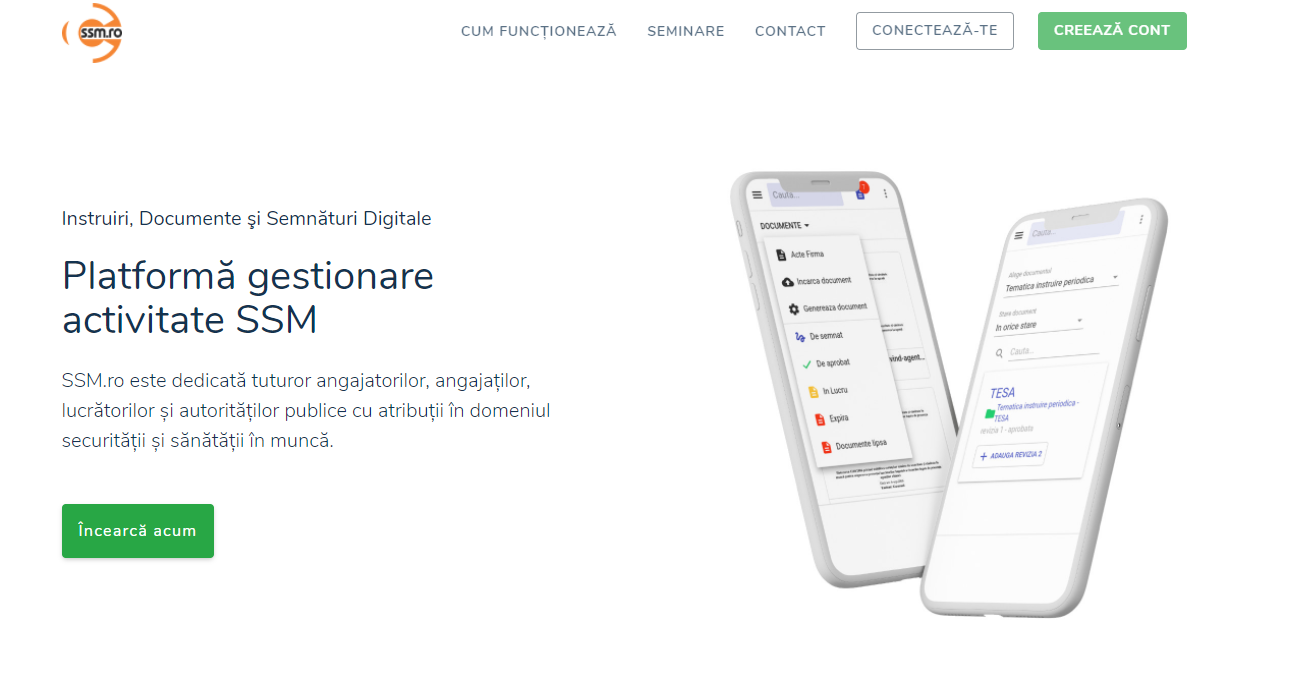 ssm.ro
CUM FUNCȚIONEAZĂ
SEMINARE
CONTACT
CONECTEAZĂ-TE
CREEAZĂ CONT
Instruiri, Documente şi Semnături Digitale
Platformă gestionare
activitate SSM
SSM.ro este dedicată tuturor angajatorilor, angajaților,
lucrătorilor și autorităților publice cu atribuții în domeniul
securității și sănătății în muncă.
Încearcă acum
Cauta...
DOCUMENTE
Acte Firma
Incarca document
Genereaza document
De semnat
De aprobat
In Lucru
Expira
Documente lipsa
Cauta...
Alege documentul
Tematica instruire periodica
Stare document
In orice stare
Cauta...
TESA
Tematica instruire periodica -
TESA
revizia 1 - aprobata
+ ADAUGA REVIZIA 2